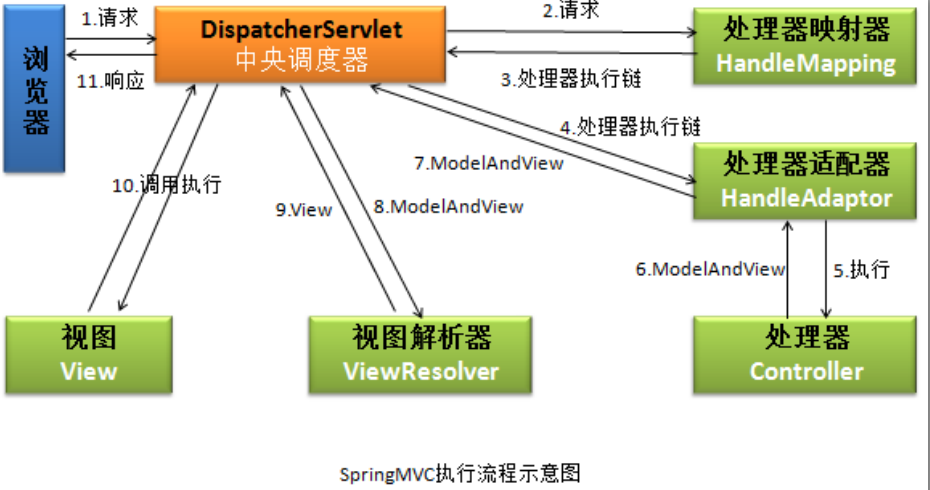 1.请求
DispatcherServlet
中央调度器
2.请求
处理器映射器
HandleMapping
浏览器
11.响应
3.处理器执行链
4.处理器执行链
7.ModelAndView
处理器适配器
HandleAdaptor
10.调用执行
9.View
8.ModelAndView
6.ModelAndView
5.执行
视图
View
视图解析器
ViewResolver
处理器
Controller
SpringMVC执行流程示意图